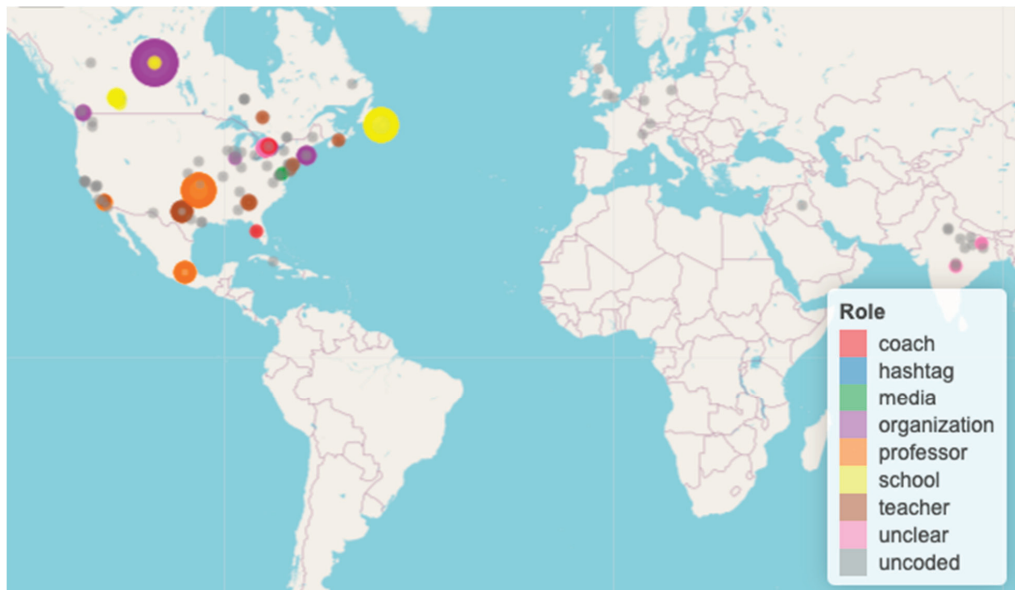 Role
coach
hashtag
media
organization
professor
school
teacher
unclear
uncoded